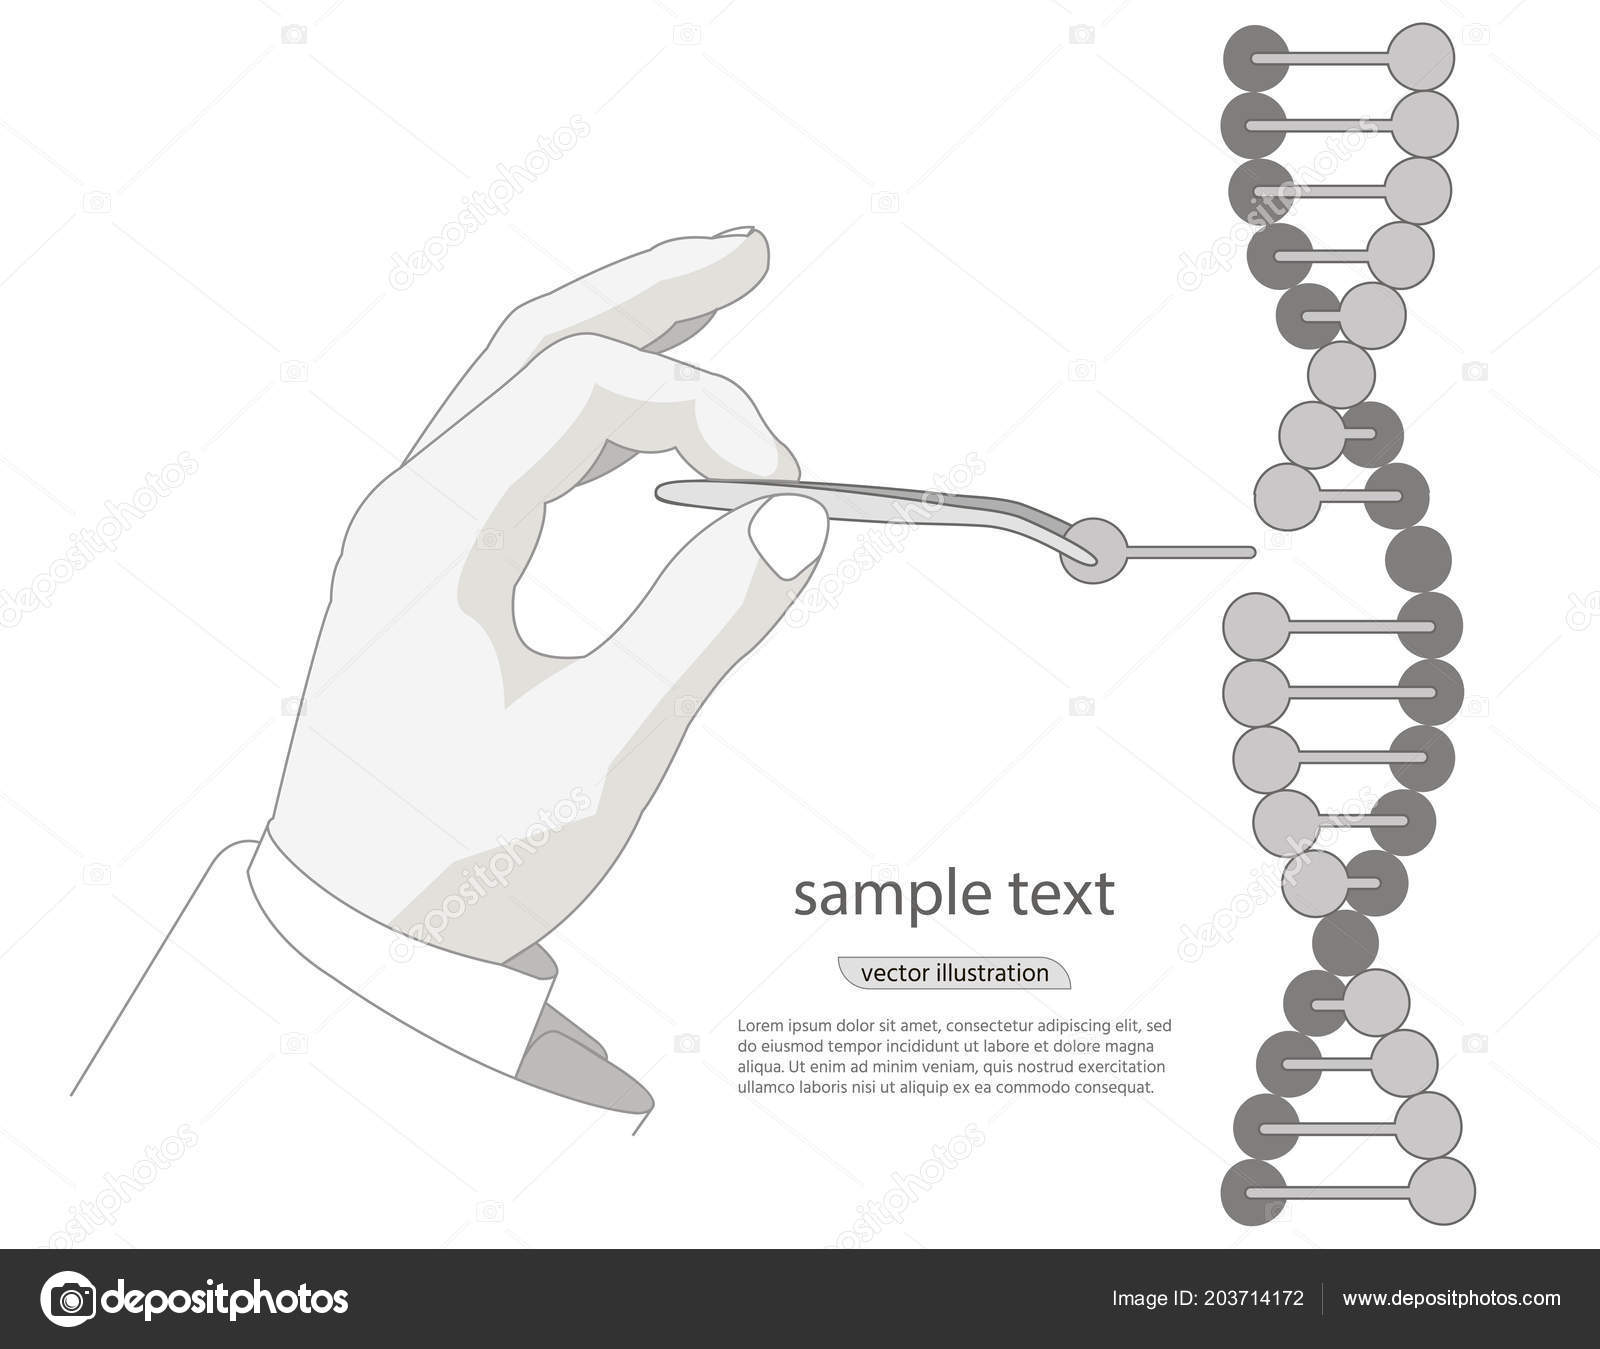 sample text
vector illustration
Lorem ipsum dolor sit amet, consectetur adipiscing elit, sed
do eiusmod tempor incididunt ut labore et dolore magna
aliqua. Ut enim ad minim veniam, quis nostrud exercitation
ullamco laboris nisi ut aliquip ex ea commodo consequat.
depositphotos
Image ID: 203714172
www.depositphotos.com